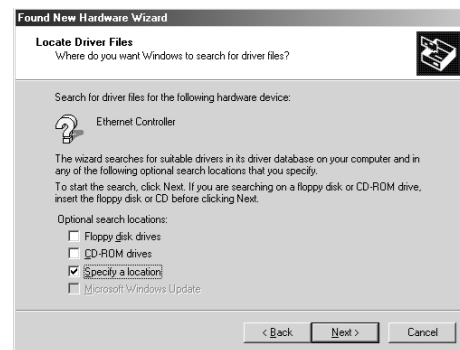 Found New Hardware Wizard
Locate Driver Files
Where do you want Windows to search for driver files?
Search for driver files for the following hardware device:
Ethernet Controller
The wizard searches for suitable drivers in its driver database on your computer and in
any of the following optional search locations that you specify.
To start the search, click Next. If you are searching on a floppy disk or CD-ROM drive,
insert the floppy disk or CD before clicking Next.
Optional search locations:
Floppy disk drives
CD-ROM drives
Specify a location
Microsoft Windows Update
< Back Next > Cancel